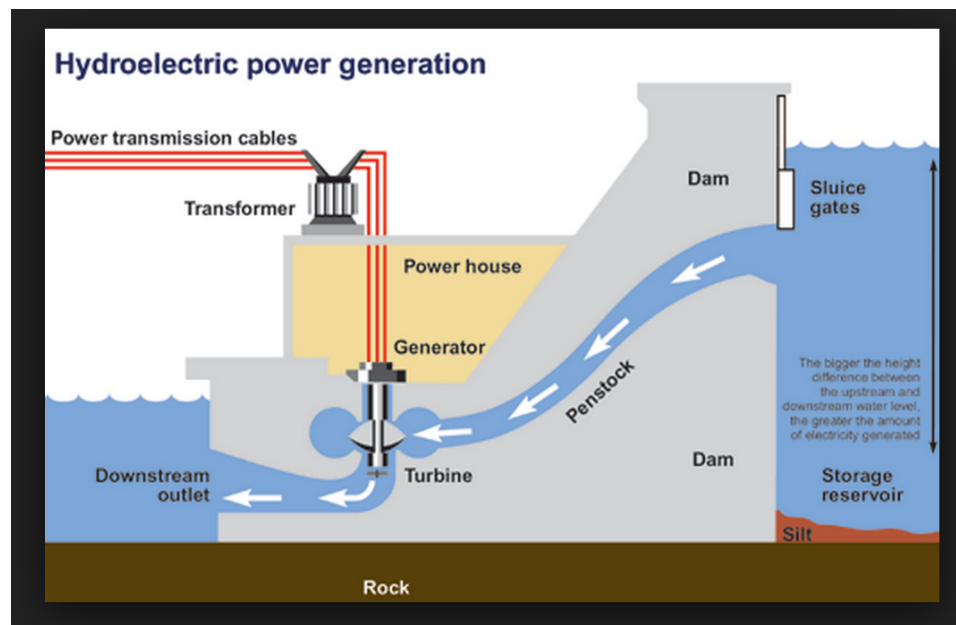 Hydroelectric power generation
Power transmission cables
Transformer
Dam
Sluice
gates
Power house
Generator
Penstock
The bigger the height
difference between
the upstream and
downstream water level,
the greater the amount
of electricity generated
Downstream
outlet
Turbine
Dam
Storage
reservoir
Silt
Rock